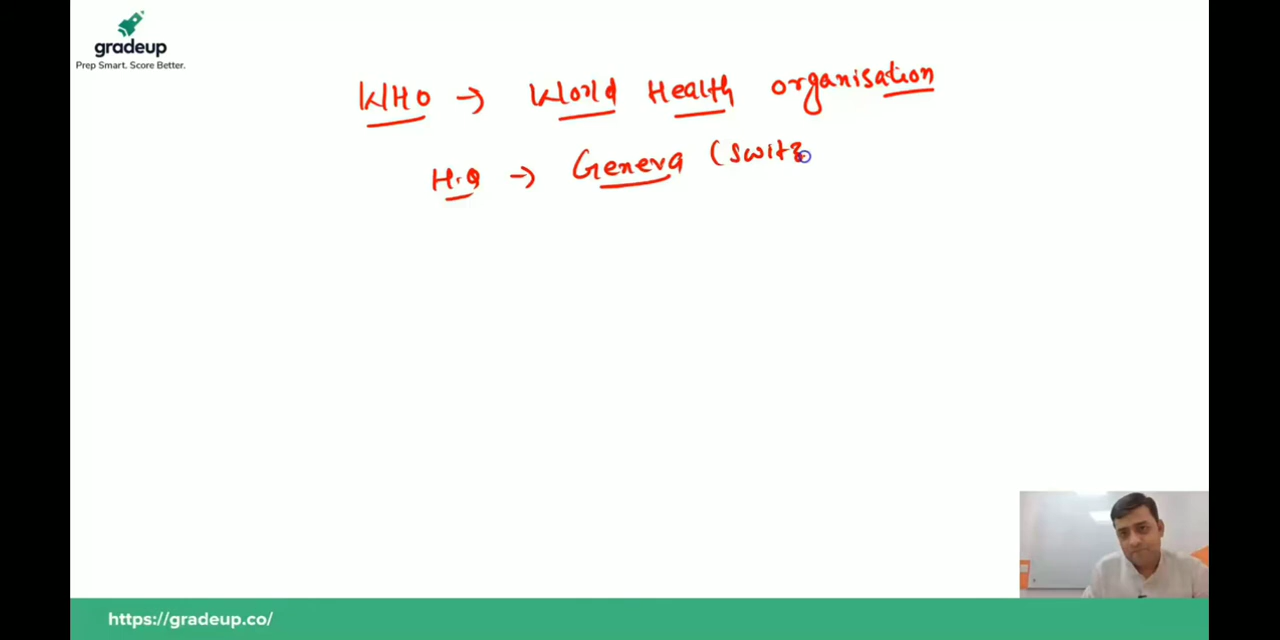 gradeup
Prep Smart. Score Better.
WHO → World Health organisation
H.Q → Geneva (switz
https://gradeup.co/